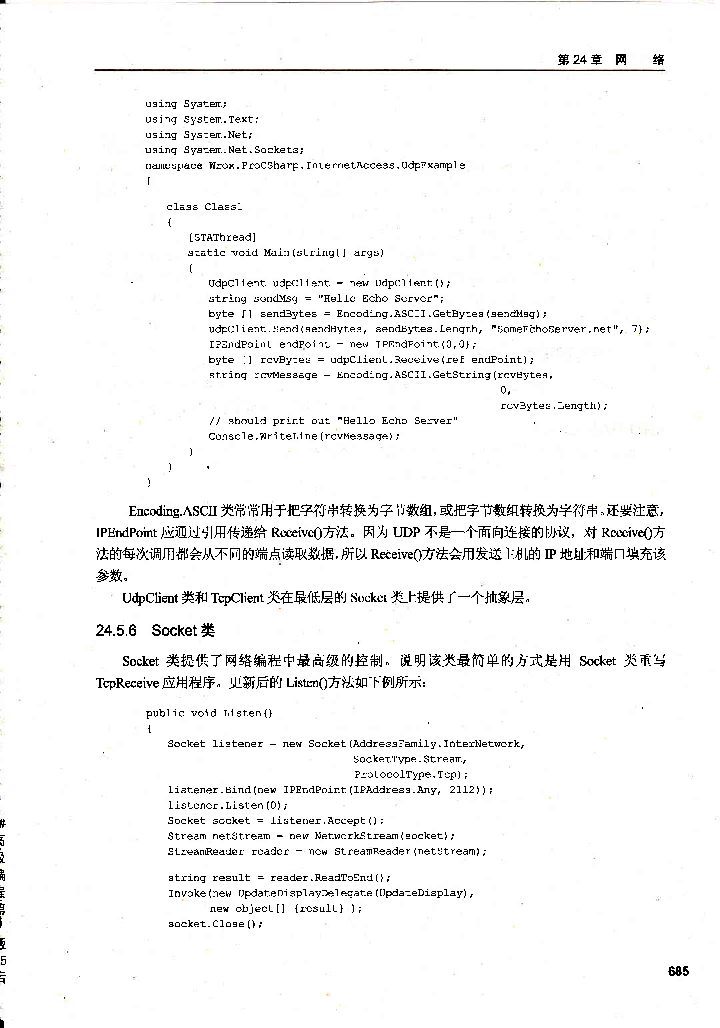 第24章 网 络
using System;
using System.Text;
using System.Net;
using System.Net.Sockets;
namespace Wrox.ProCSharp.InternetAccess.UdpExample
{
class Class1
{
[STAThread]
static void Main(string[] args)
{
UdpClient udpClient = new UdpClient();
string sendMsg = "Hello Echo Server";
byte [] sendBytes = Encoding.ASCII.GetBytes(sendMsg);
udpClient.Send(sendBytes, sendBytes.Length, "SomeEchoServer.net", 7);
IPEndPoint endPoint = new IPEndPoint(0,0);
byte [] rcvBytes = udpClient.Receive(ref endPoint);
string rcvMessage = Encoding.ASCII.GetString(rcvBytes,
0,
rcvBytes.Length);
// should print out "Hello Echo Server"
Console.WriteLine(rcvMessage);
}
}
}
Encoding.ASCII 类常常用于把字符串转换为字节数组,或把字节数组转换为字符串。还要注意,
IPEndPoint 应通过引用传递给 Receive()方法。因为 UDP 不是一个面向连接的协议，对 Receive()方
法的每次调用都会从不同的端点读取数据,所以 Receive()方法会用发送主机的 IP 地址和端口填充该
参数。
UdpClient 类和 TcpClient 类在最低层的 Socket 类上提供了一个抽象层。
24.5.6 Socket 类
Socket 类提供了网络编程中最高级的控制。说明该类最简单的方式是用 Socket 类重写
TcpReceive 应用程序。更新后的 Listen()方法如下例所示：
public void Listen()
{
Socket listener = new Socket(AddressFamily.InterNetwork,
SocketType.Stream,
ProtocolType.Tcp);
listener.Bind(new IPEndPoint(IPAddress.Any, 2112));
listener.Listen(0);
Socket socket = listener.Accept();
Stream netStream = new NetworkStream(socket);
StreamReader reader = new StreamReader(netStream);
string result = reader.ReadToEnd();
Invoke(new UpdateDisplayDelegate(UpdateDisplay),
new object[] {result} );
socket.Close();
685